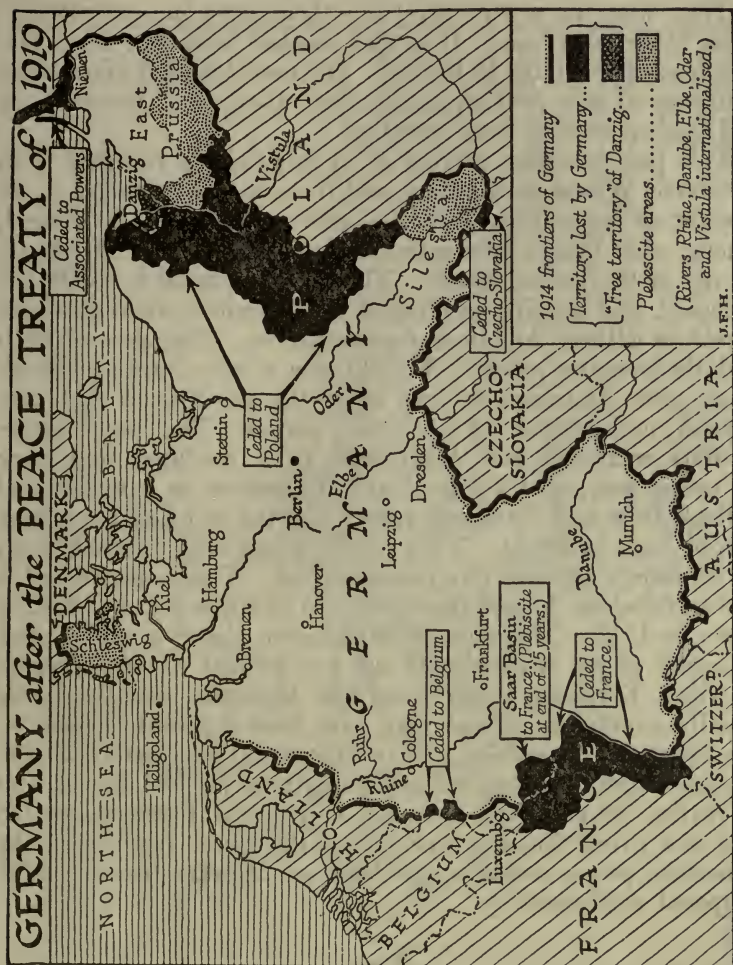 GERMANY after the PEACE TREATY of 1919
NORTH SEA
DENMARK
BALTIC
Ceded to
Associated Powers
Niemen
Schleswig
Kiel
Heligoland
Hamburg
Bremen
Stettin
Danzig
East
Prussia
Vistula
POLAND
Ceded to
Poland
HOLLAND
Hanover
Berlin
Oder
Elbe
GERMANY
Ruhr
Cologne
Rhine
Leipzig
Dresden
Silesia
Ceded to
Czecho-Slovakia
BELGIUM
Ceded to Belgium
Luxembg
Frankfurt
Saar Basin
to France. (Plebiscite
at end of 15 years.)
Ceded to
France.
FRANCE
CZECHO-
SLOVAKIA
Danube
Munich
SWITZERD
AUSTRIA
1914 frontiers of Germany
Territory lost by Germany...
"Free territory" of Danzig....
Plebescite areas..........
(Rivers Rhine, Danube, Elbe, Oder
and Vistula internationalised.)
J.F.H.